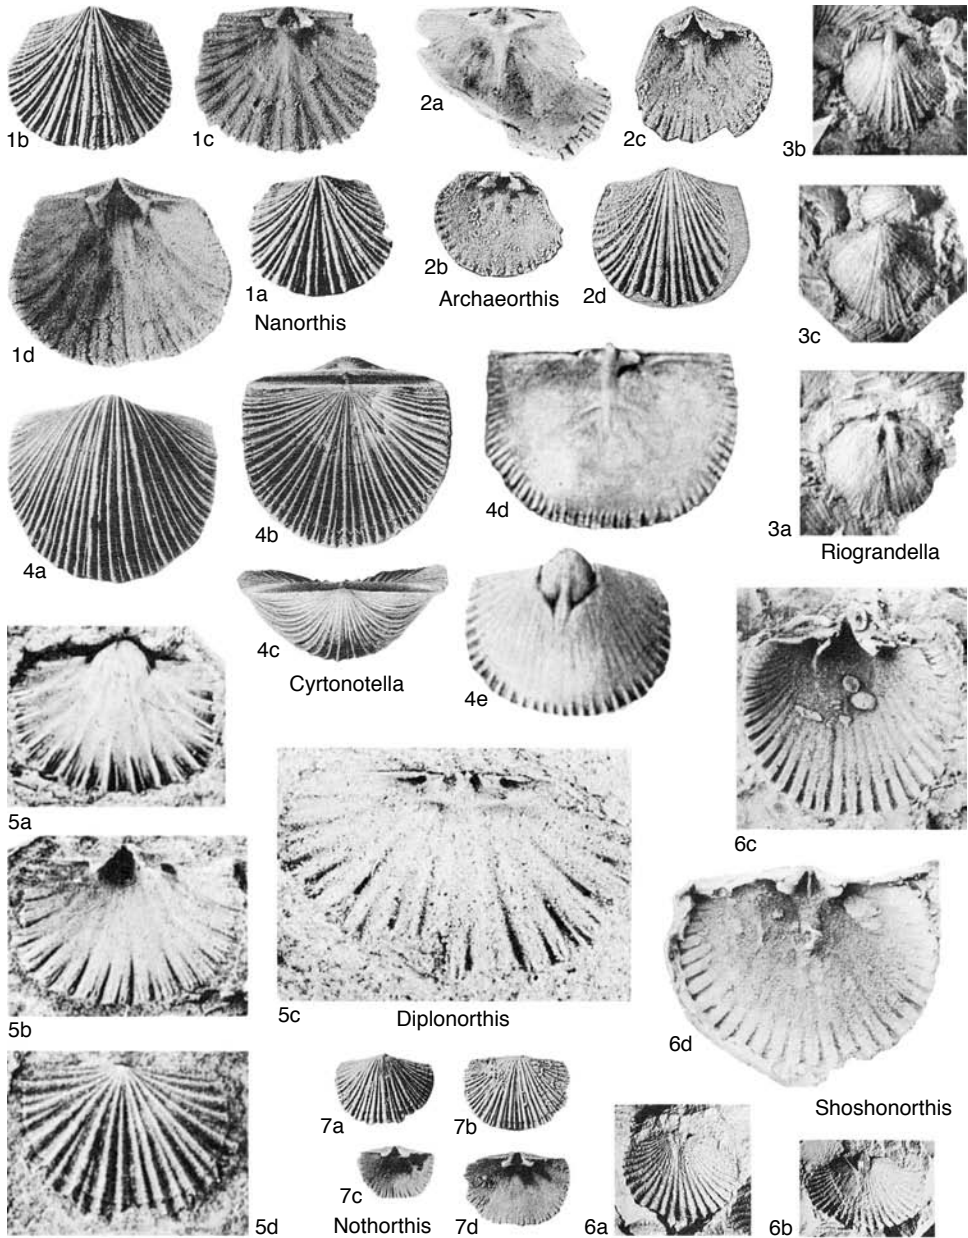 1b
1c
2a
2c
3b
1d
1a
2b
2d
3c
Nanorthis
Archaeorthis
4a
4b
4d
3a
Riograndella
4c
4e
Cyrtonotella
5a
6c
5b
5c
Diplonorthis
6d
Shoshonorthis
5d
7a
7b
7c
7d
Nothorthis
6a
6b